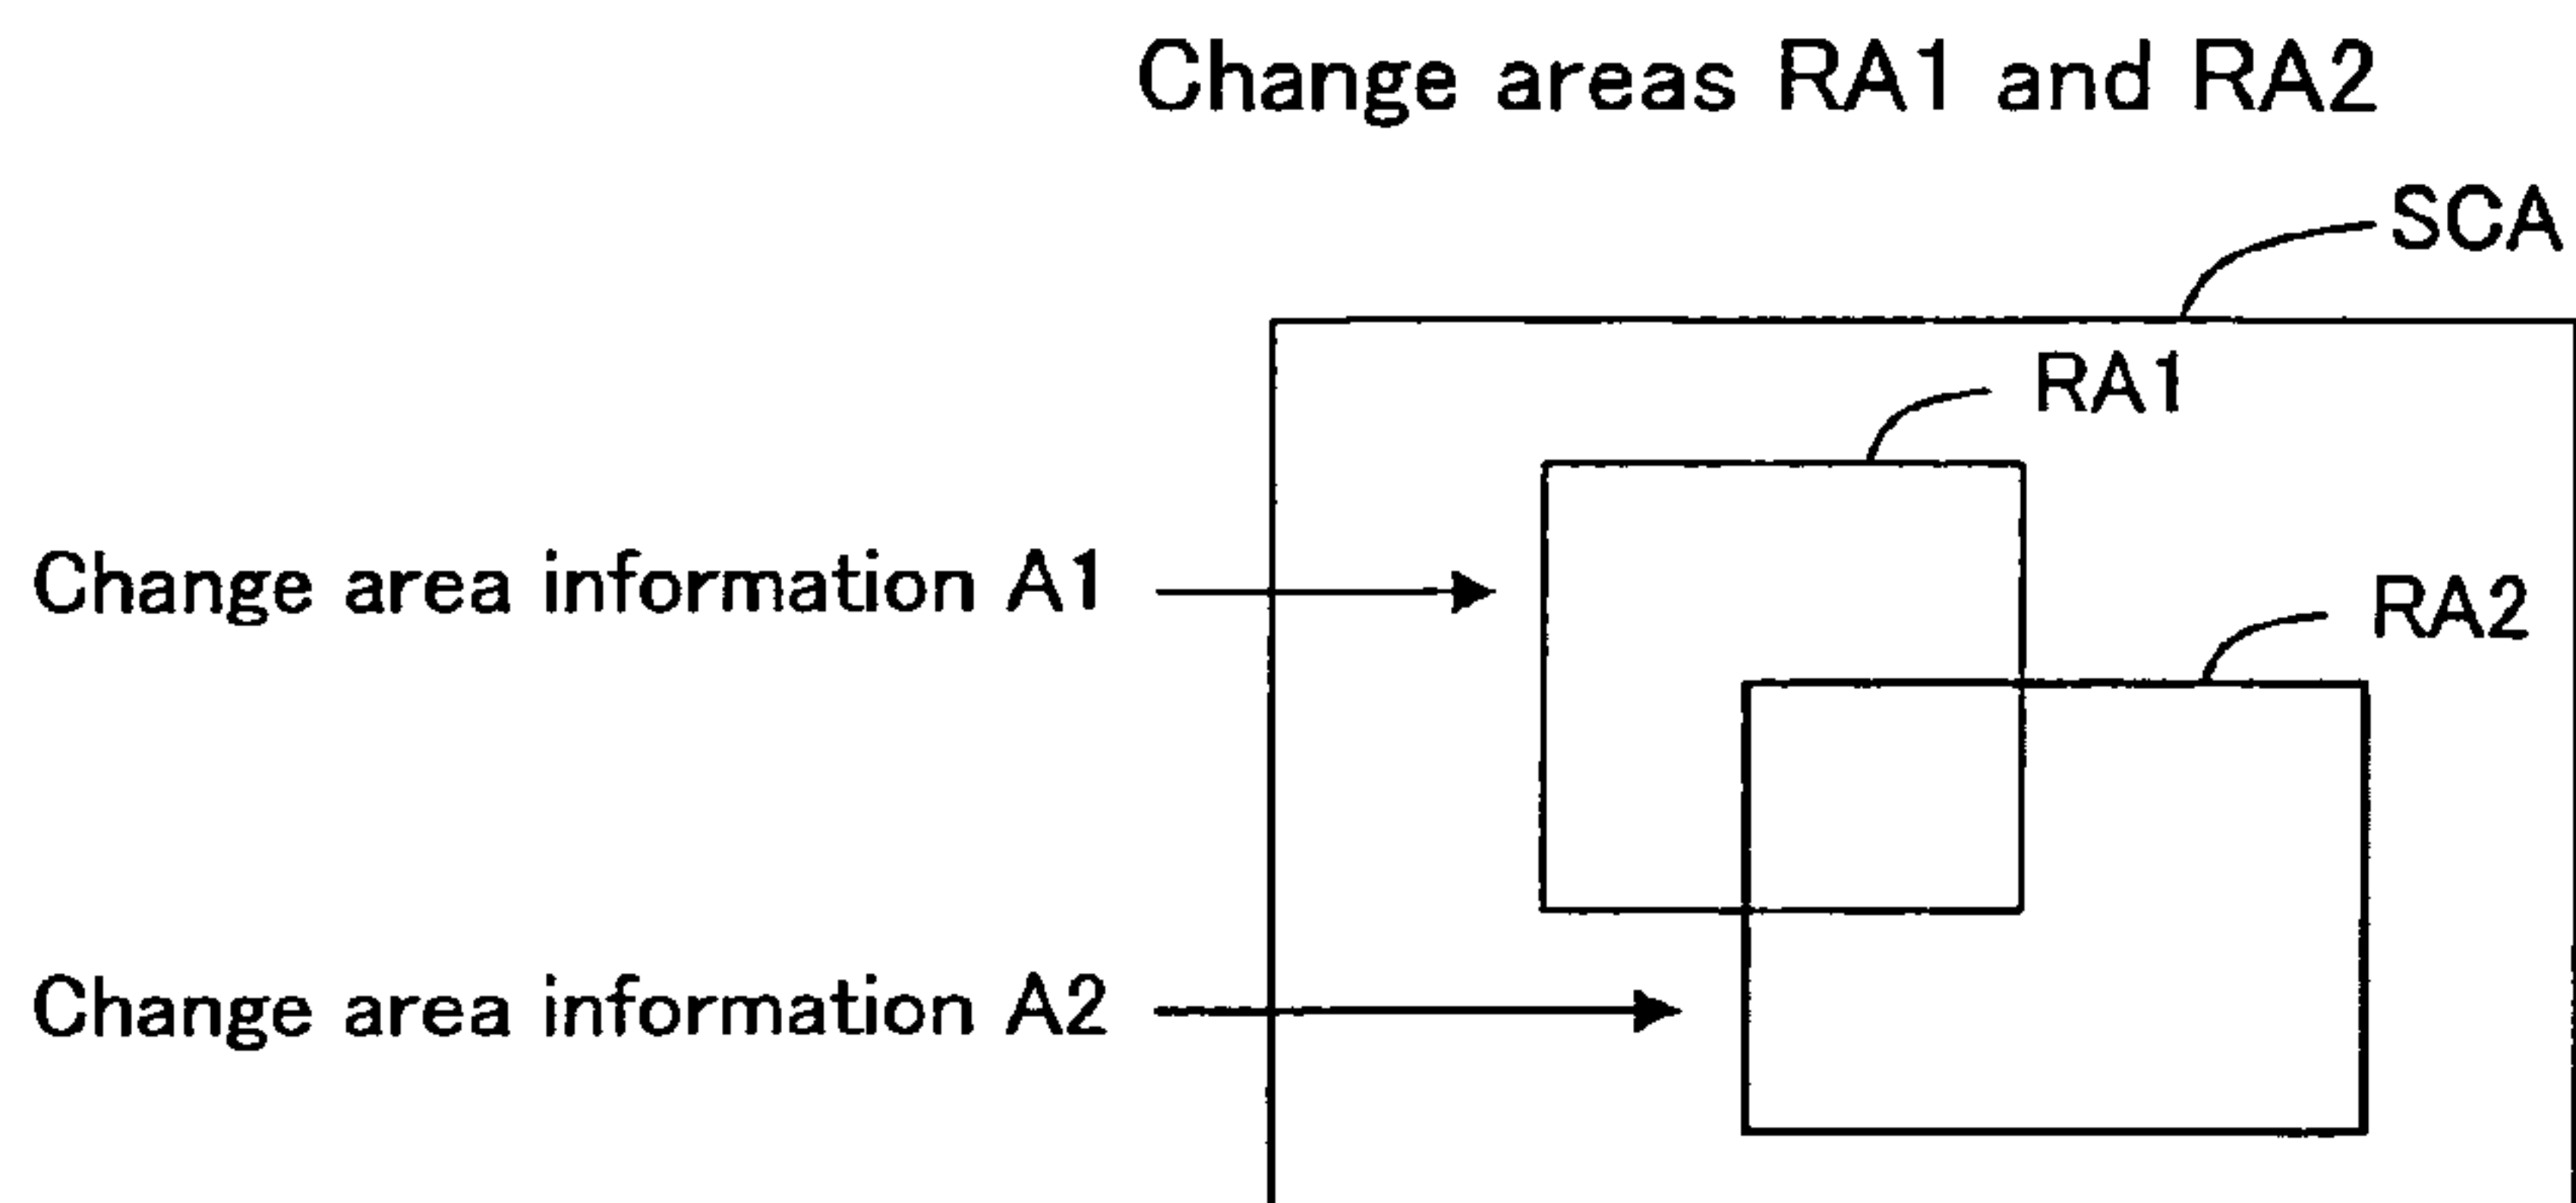 Change areas RA1 and RA2
SCA
RA1
Change area information A1
RA2
Change area information A2